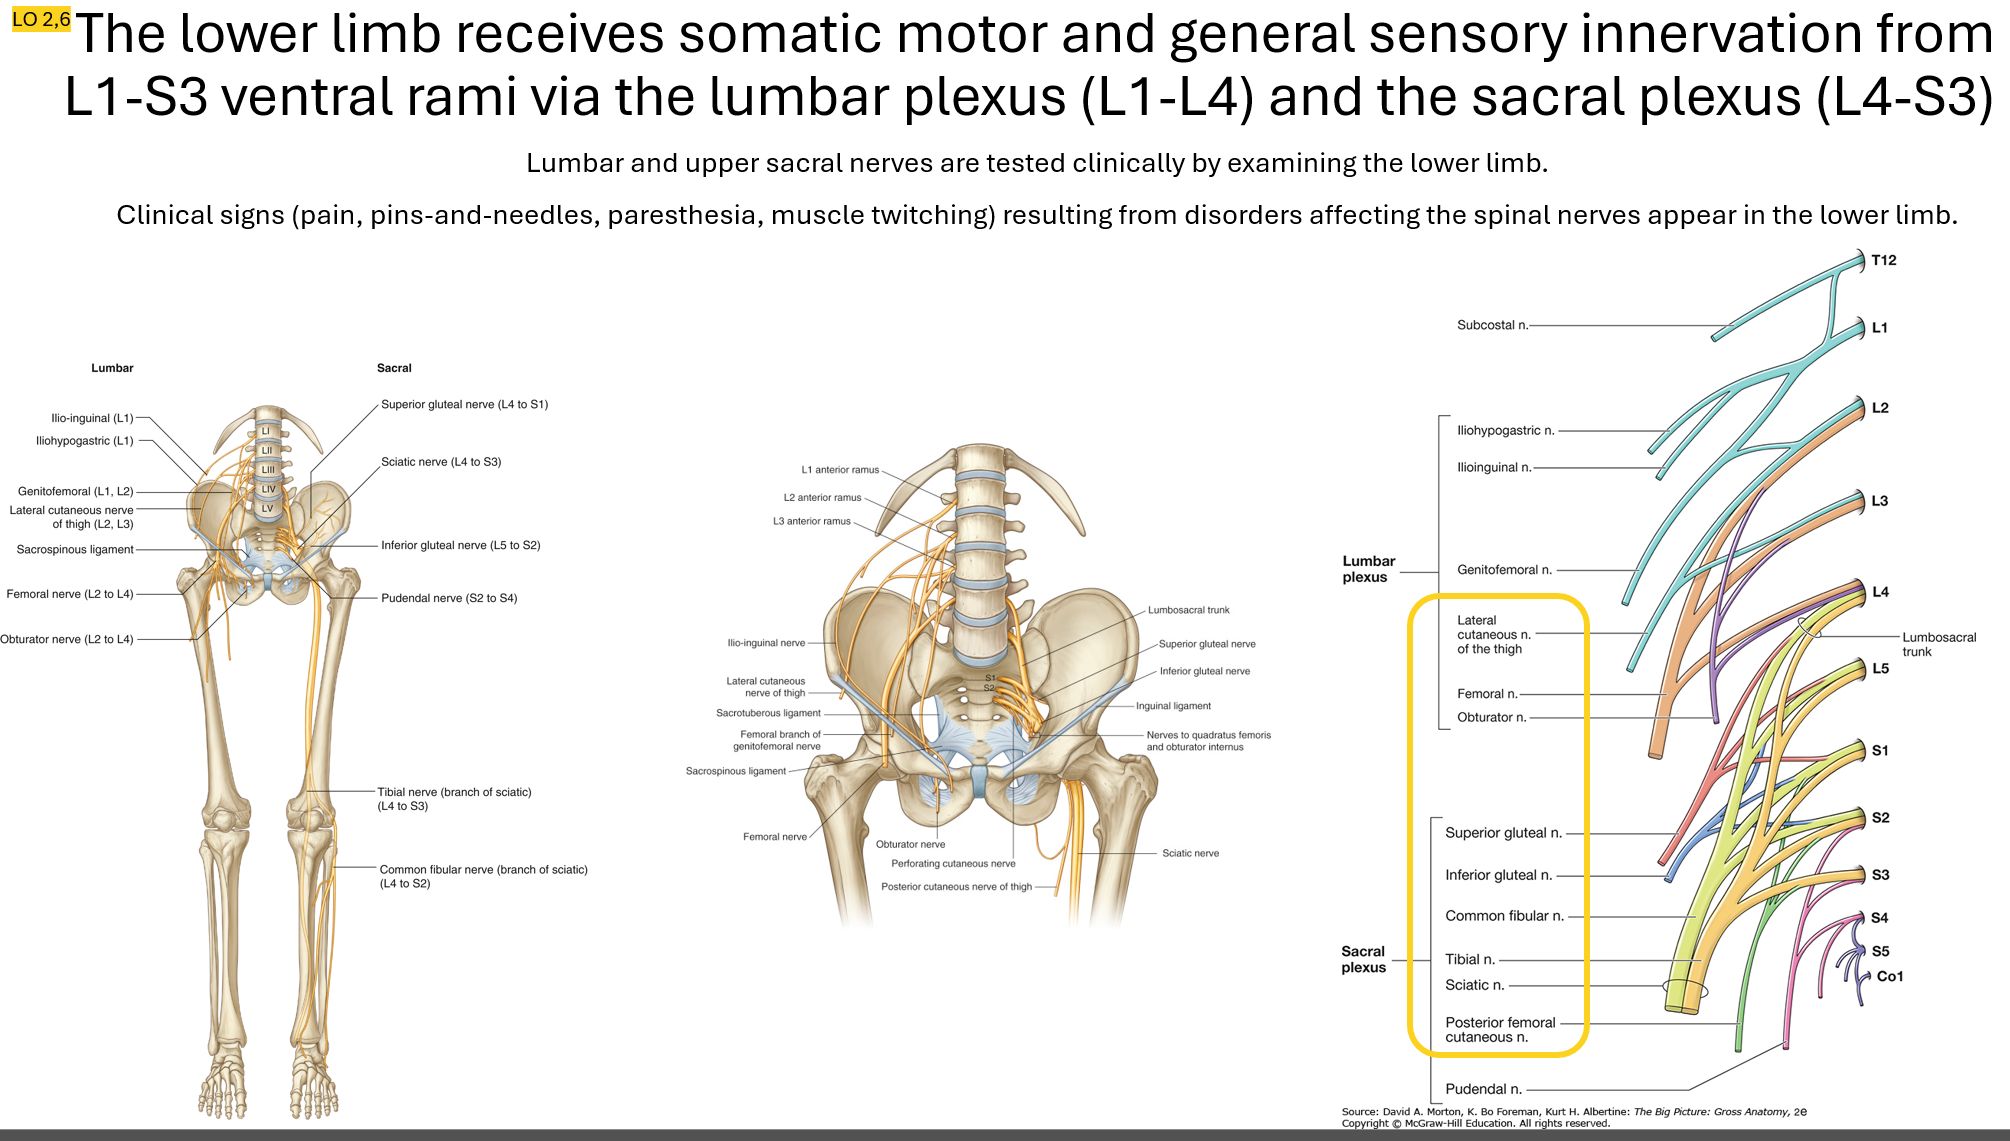 LO 2,6
The lower limb receives somatic motor and general sensory innervation from
L1-S3 ventral rami via the lumbar plexus (L1-L4) and the sacral plexus (L4-S3)
Lumbar and upper sacral nerves are tested clinically by examining the lower limb.
Clinical signs (pain, pins-and-needles, paresthesia, muscle twitching) resulting from disorders affecting the spinal nerves appear in the lower limb.
Lumbar
Sacral
Ilio-inguinal (L1)
Iliohypogastric (L1)
Genitofemoral (L1, L2)
Lateral cutaneous nerve
of thigh (L2, L3)
Sacrospinous ligament
Femoral nerve (L2 to L4)
Obturator nerve (L2 to L4)
LI
LII
LIII
LIV
LV
Superior gluteal nerve (L4 to S1)
Sciatic nerve (L4 to S3)
Inferior gluteal nerve (L5 to S2)
Pudendal nerve (S2 to S4)
Tibial nerve (branch of sciatic)
(L4 to S3)
Common fibular nerve (branch of sciatic)
(L4 to S2)
L1 anterior ramus
L2 anterior ramus
L3 anterior ramus
Ilio-inguinal nerve
Lateral cutaneous
nerve of thigh
Sacrotuberous ligament
Femoral branch of
genitofemoral nerve
Sacrospinous ligament
Femoral nerve
Obturator nerve
Perforating cutaneous nerve
Posterior cutaneous nerve of thigh
S1
S2
Lumbosacral trunk
Superior gluteal nerve
Inferior gluteal nerve
Inguinal ligament
Nerves to quadratus femoris
and obturator internus
Sciatic nerve
T12
Subcostal n.
L1
L2
Iliohypogastric n.
Ilioinguinal n.
L3
Lumbar
plexus
Genitofemoral n.
L4
Lateral
cutaneous n.
of the thigh
Lumbosacral
trunk
L5
Femoral n.
Obturator n.
S1
S2
Superior gluteal n.
Inferior gluteal n.
S3
Common fibular n.
S4
Sacral
plexus
Tibial n.
S5
Co1
Sciatic n.
Posterior femoral
cutaneous n.
Pudendal n.
Source: David A. Morton, K. Bo Foreman, Kurt H. Albertine: The Big Picture: Gross Anatomy, 2e
Copyright © McGraw-Hill Education. All rights reserved.